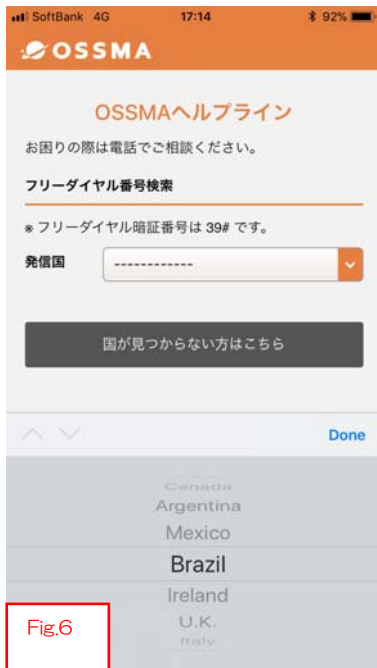 SoftBank 4G 17:14 92%
OSSMA
OSSMAヘルプライン
お困りの際は電話でご相談ください。
フリーダイヤル番号検索
※ フリーダイヤル暗証番号は 39# です。
発信国 ------------
国が見つからない方はこちら
Done
Canada
Argentina
Mexico
Brazil
Ireland
U.K.
Italy
Fig.6